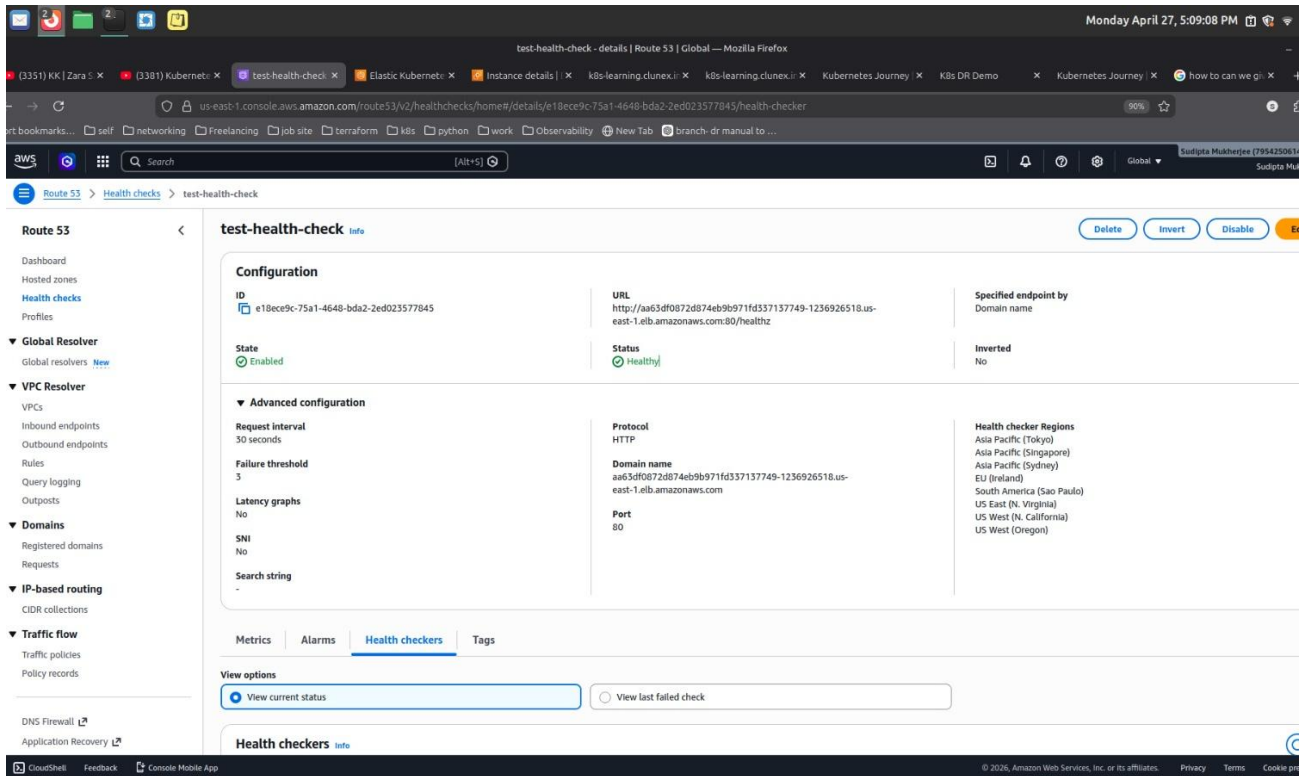 2
2
Monday April 27, 5:09:08 PM
test-health-check - details | Route 53 | Global — Mozilla Firefox
(3351) KK | Zara S
(3381) Kubernete
test-health-check
Elastic Kubernete
Instance details |
k8s-learning.clunex.ir
k8s-learning.clunex.ir
Kubernetes Journey |
K8s DR Demo
Kubernetes Journey |
how to can we giv
us-east-1.console.aws.amazon.com/route53/v2/healthchecks/home#/details/e18ece9c-75a1-4648-bda2-2ed023577845/health-checker
90%
ort bookmarks...
self
networking
Freelancing
job site
terraform
k8s
python
work
Observability
New Tab
branch- dr manual to ...
aws
Search
[Alt+S]
Global
Sudipta Mukherjee (7954250614
Sudipta Muk
Route 53 > Health checks > test-health-check
Route 53
Dashboard
Hosted zones
Health checks
Profiles
Global Resolver
Global resolvers New
VPC Resolver
VPCs
Inbound endpoints
Outbound endpoints
Rules
Query logging
Outposts
Domains
Registered domains
Requests
IP-based routing
CIDR collections
Traffic flow
Traffic policies
Policy records
DNS Firewall
Application Recovery
test-health-check Info
Delete
Invert
Disable
Configuration
ID
e18ece9c-75a1-4648-bda2-2ed023577845
URL
http://aa63df0872d874eb9b971fd337137749-1236926518.us-
east-1.elb.amazonaws.com:80/healthz
Specified endpoint by
Domain name
State
Enabled
Status
Healthy
Inverted
No
Advanced configuration
Request interval
30 seconds
Failure threshold
3
Latency graphs
No
SNI
No
Search string
-
Protocol
HTTP
Domain name
aa63df0872d874eb9b971fd337137749-1236926518.us-
east-1.elb.amazonaws.com
Port
80
Health checker Regions
Asia Pacific (Tokyo)
Asia Pacific (Singapore)
Asia Pacific (Sydney)
EU (Ireland)
South America (Sao Paulo)
US East (N. Virginia)
US West (N. California)
US West (Oregon)
Metrics
Alarms
Health checkers
Tags
View options
View current status
View last failed check
Health checkers Info
CloudShell
Feedback
Console Mobile App
© 2026, Amazon Web Services, Inc. or its affiliates.
Privacy
Terms
Cookie pre